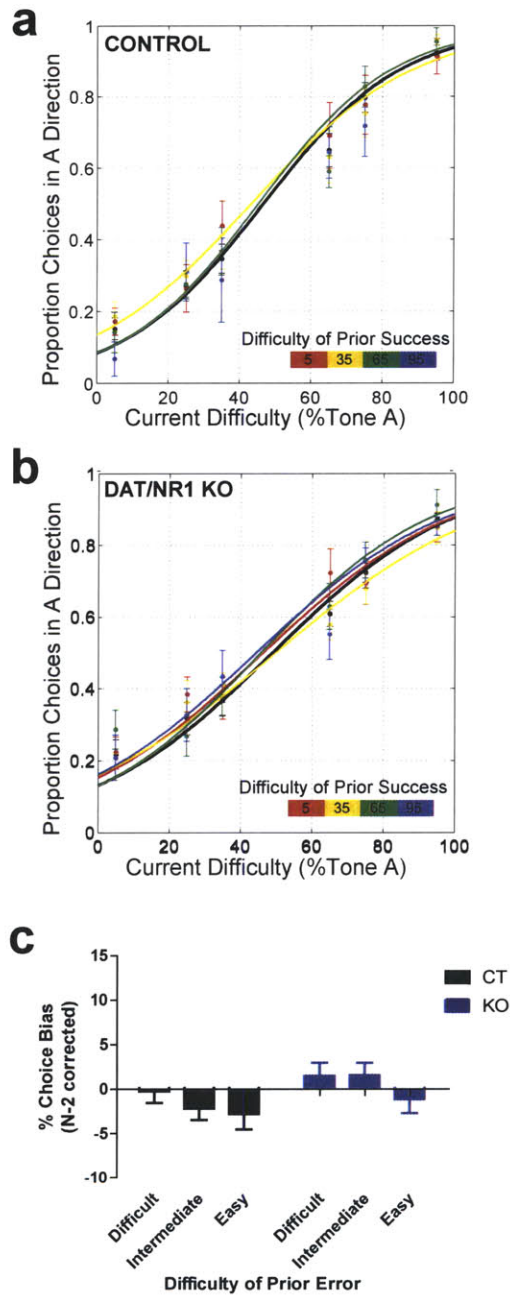 a
CONTROL
1
0.8
0.6
0.4
0.2
0
Proportion Choices in A Direction
Difficulty of Prior Success
5 35 65 95
0 20 40 60 80 100
Current Difficulty (%Tone A)
b
DAT/NR1 KO
1
0.8
0.6
0.4
0.2
0
Proportion Choices in A Direction
Difficulty of Prior Success
5 35 65 95
0 20 40 60 80 100
Current Difficulty (%Tone A)
c
15
10
5
0
-5
-10
% Choice Bias
(N-2 corrected)
CT
KO
Difficult
Intermediate
Easy
Difficult
Intermediate
Easy
Difficulty of Prior Error